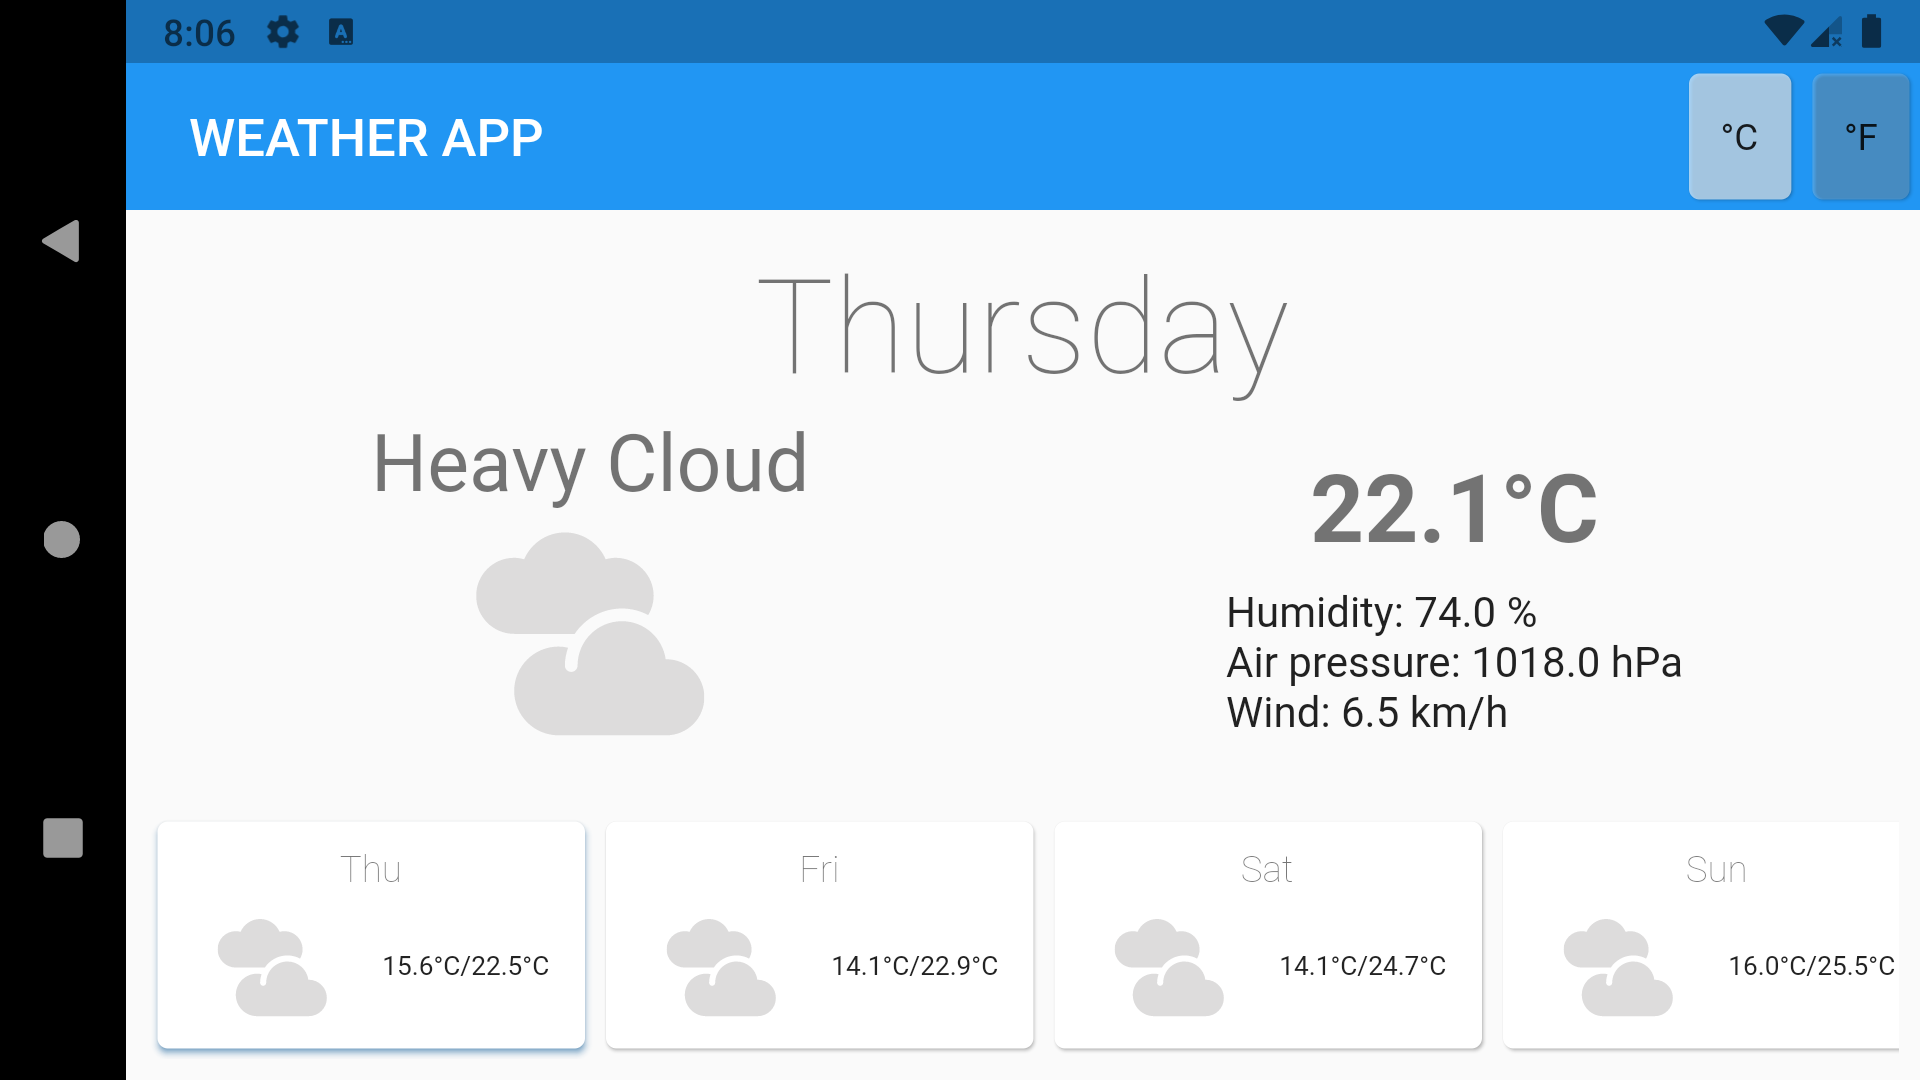 8:06
WEATHER APP
°C
°F
Thursday
Heavy Cloud
22.1°C
Humidity: 74.0 %
Air pressure: 1018.0 hPa
Wind: 6.5 km/h
Thu
15.6°C/22.5°C
Fri
14.1°C/22.9°C
Sat
14.1°C/24.7°C
Sun
16.0°C/25.5°C